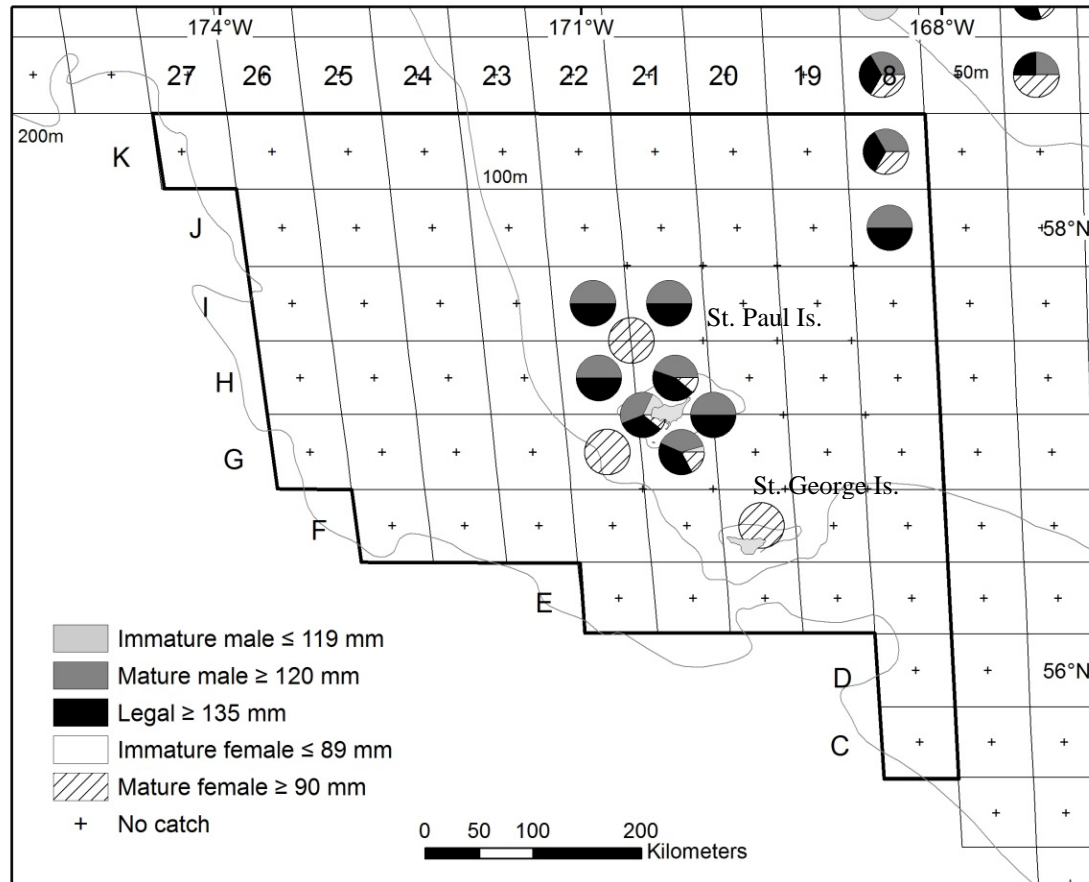 174°W 171°W 168°W
27 26 25 24 23 22 21 20 19 8 50m
200m
K
100m
J 58°N
I St. Paul Is.
H
G
St. George Is.
F
E
Immature male ≤ 119 mm
Mature male ≥ 120 mm
D 56°N
Legal ≥ 135 mm
C
Immature female ≤ 89 mm
Mature female ≥ 90 mm
+ No catch
0 50 100 200
Kilometers